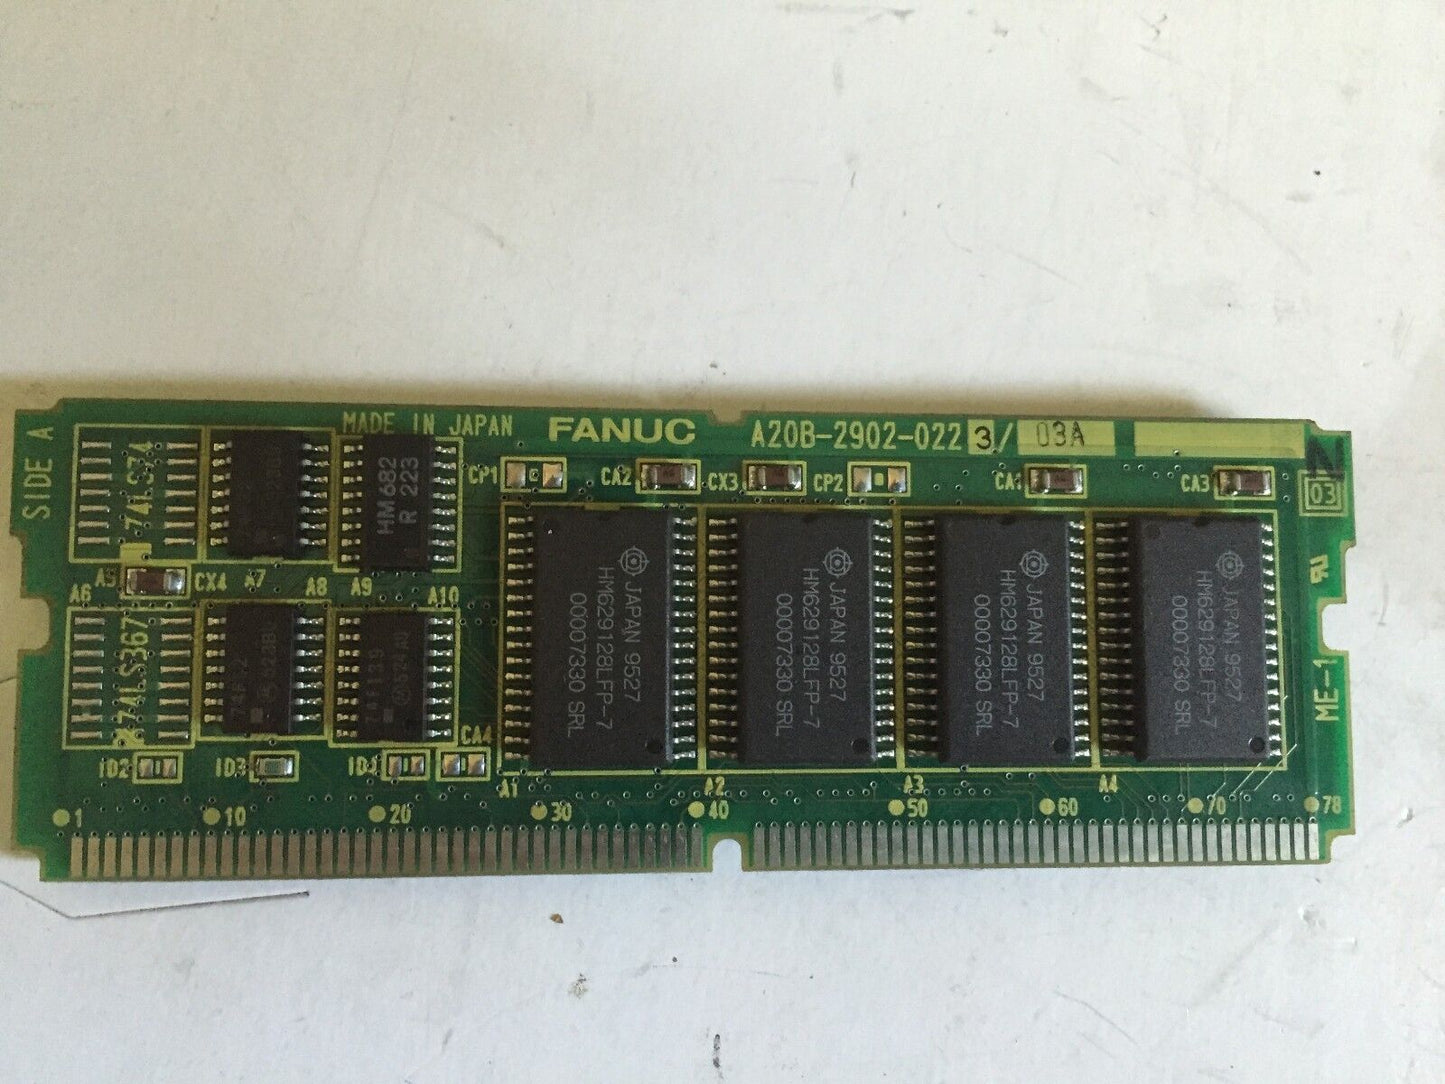 SIDE A
MADE IN JAPAN
FANUC
A20B-2902-0223/03A
N
03
74LS374
HM682
R 223
CP1
CA2
CX3
CP2
CA3
A5
CX4
A7
A8
A9
A6
A10
74LS367
74F139
JAPAN 9527
HM629128LFP-7
00007330 SRL
JAPAN 9527
HM629128LFP-7
00007330 SRL
JAPAN 9527
HM629128LFP-7
00007330 SRL
JAPAN 9527
HM629128LFP-7
00007330 SRL
ME-1
CA4
ID2
ID3
A1
A2
A3
A4
1
10
20
30
40
50
60
70
78